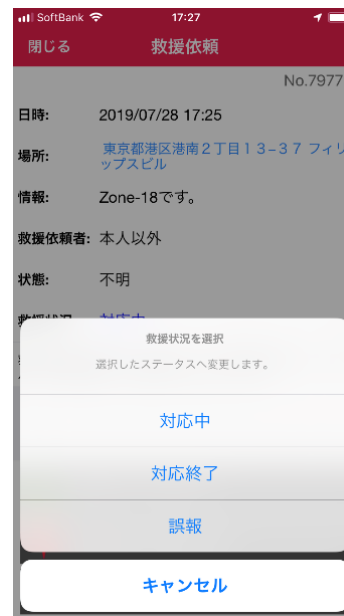 SoftBank 17:27
閉じる 救援依頼
No.7977
日時: 2019/07/28 17:25
場所: 東京都港区港南2丁目13-37 フィリ
ップスビル
情報: Zone-18です。
救援依頼者: 本人以外
状態: 不明
救援状況を選択
選択したステータスへ変更します。
対応中
対応終了
誤報
キャンセル